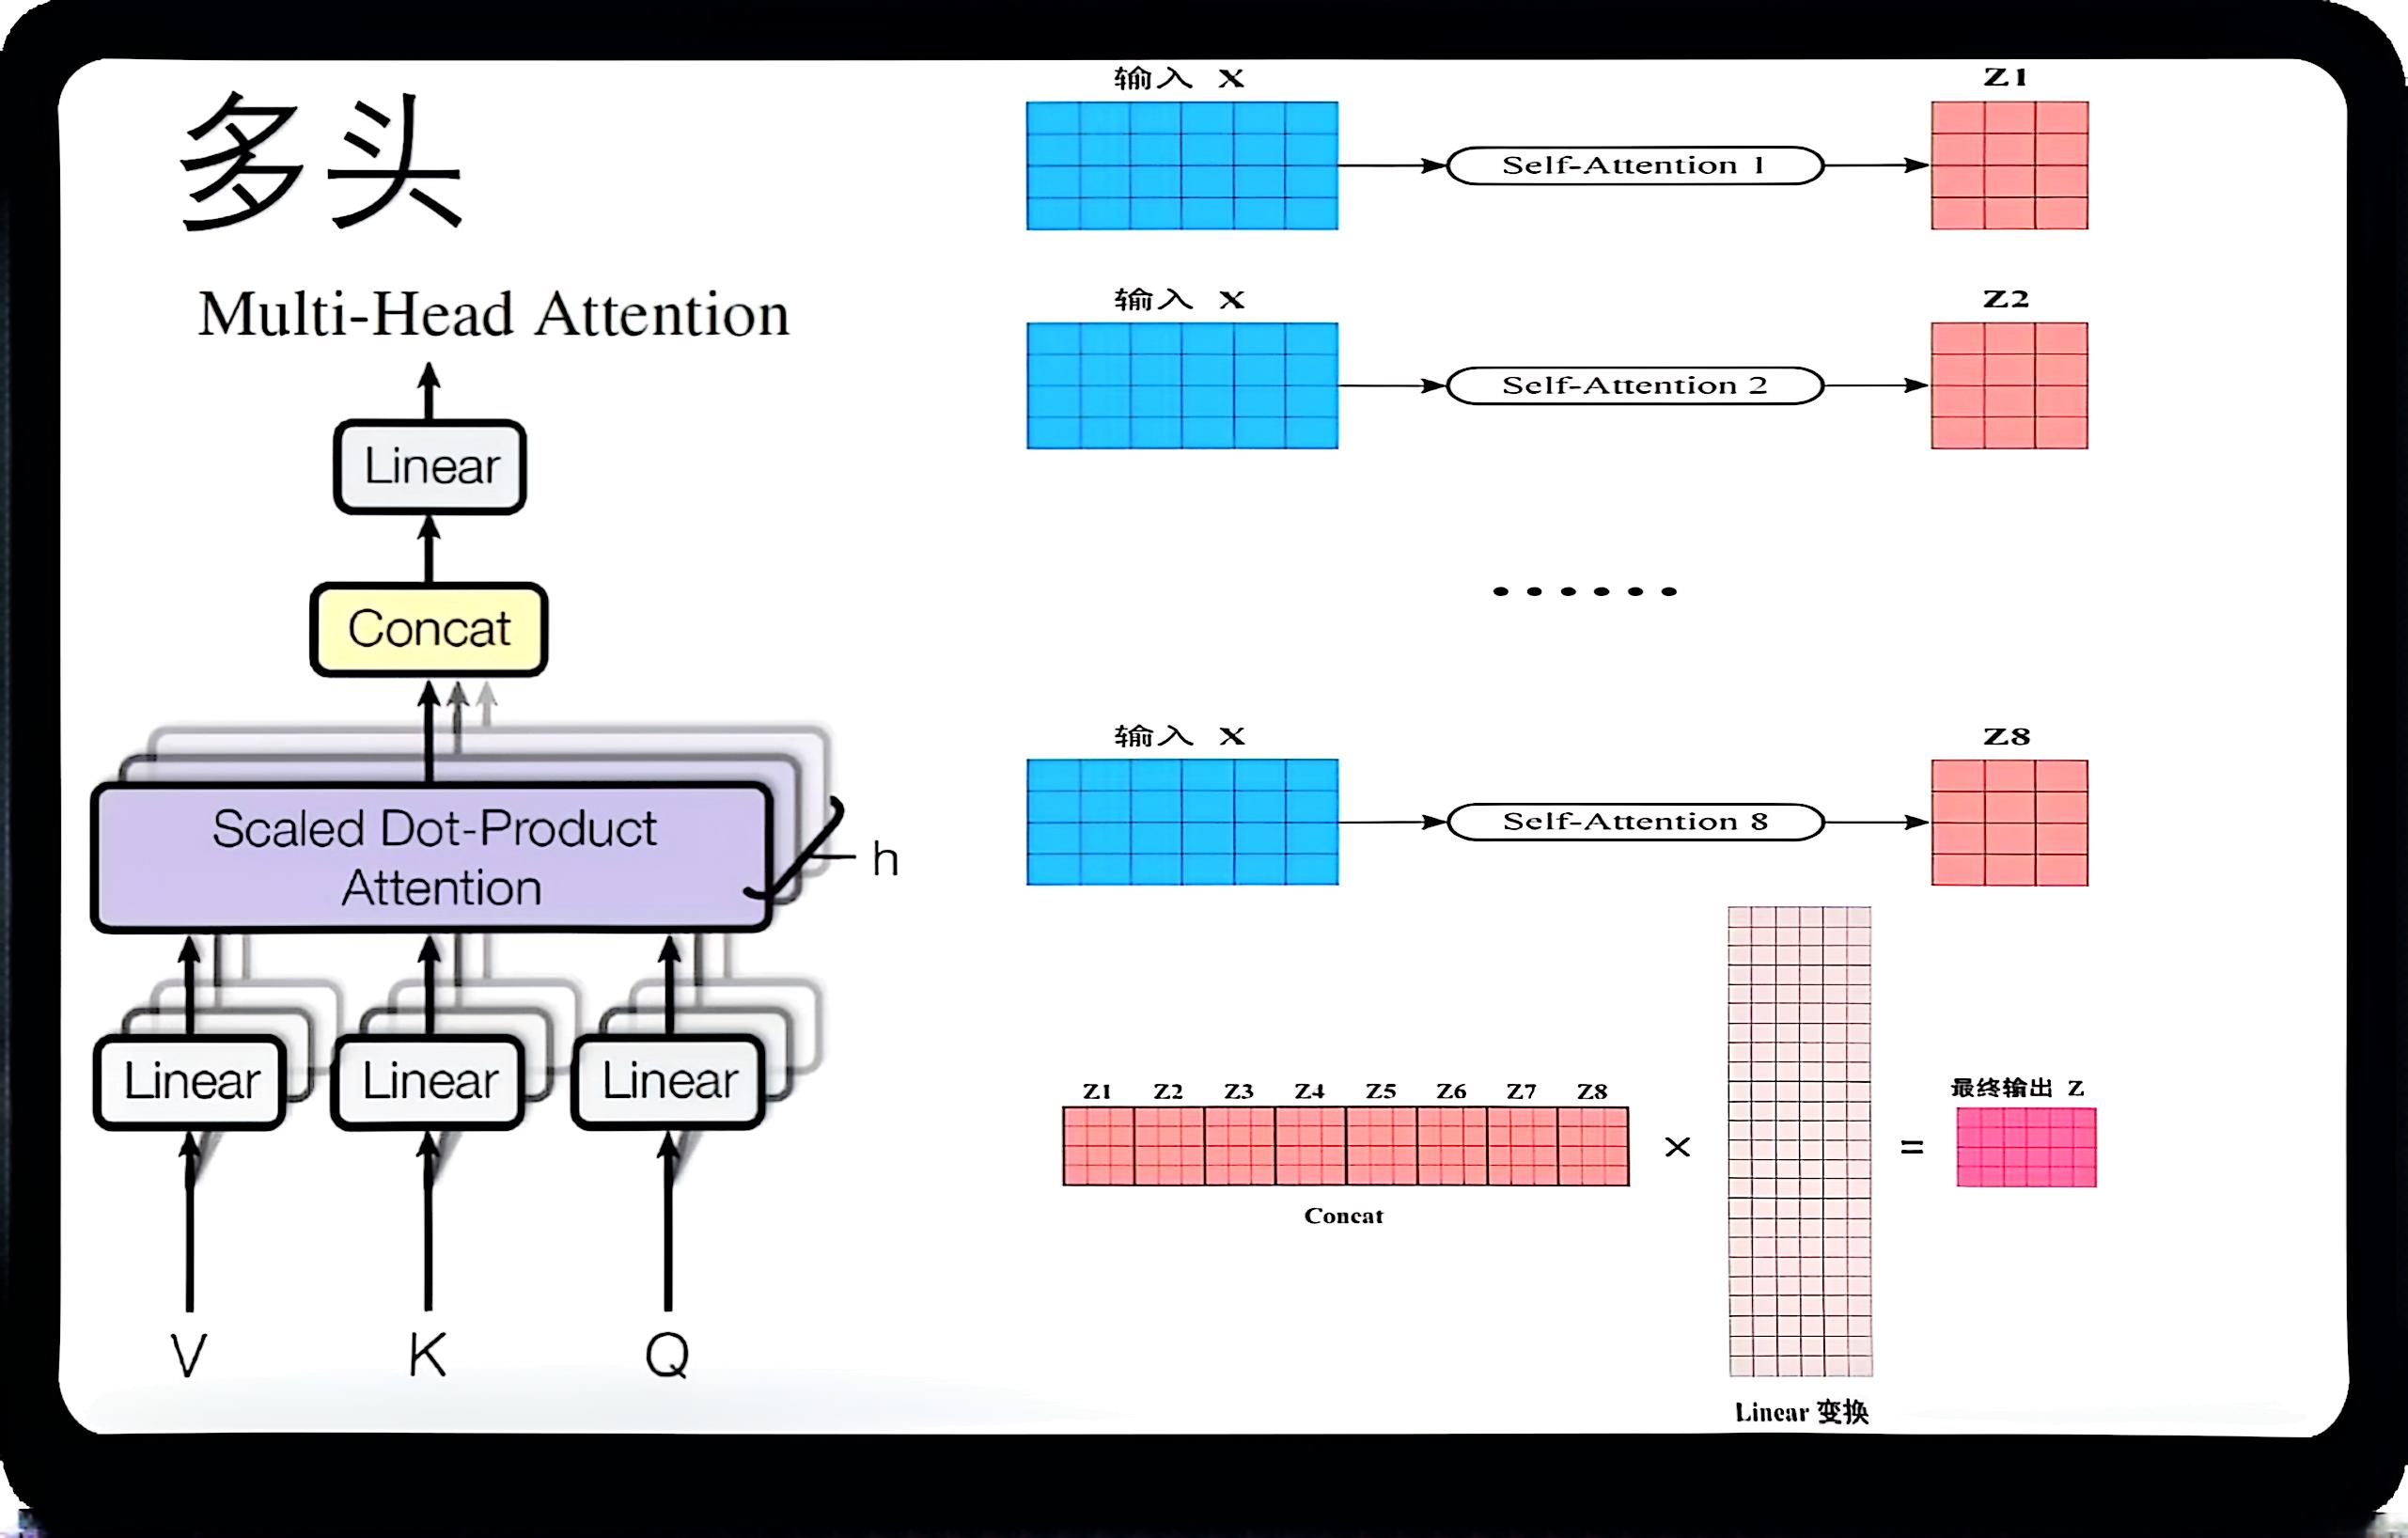 多头
Multi-Head Attention
Linear
Concat
Scaled Dot-Product
Attention
h
Linear Linear Linear
V K Q
输入 X Z1
Self-Attention 1
输入 X Z2
Self-Attention 2
······
输入 X Z8
Self-Attention 8
Z1 Z2 Z3 Z4 Z5 Z6 Z7 Z8
×
=
最终输出 Z
Concat
Linear 变换